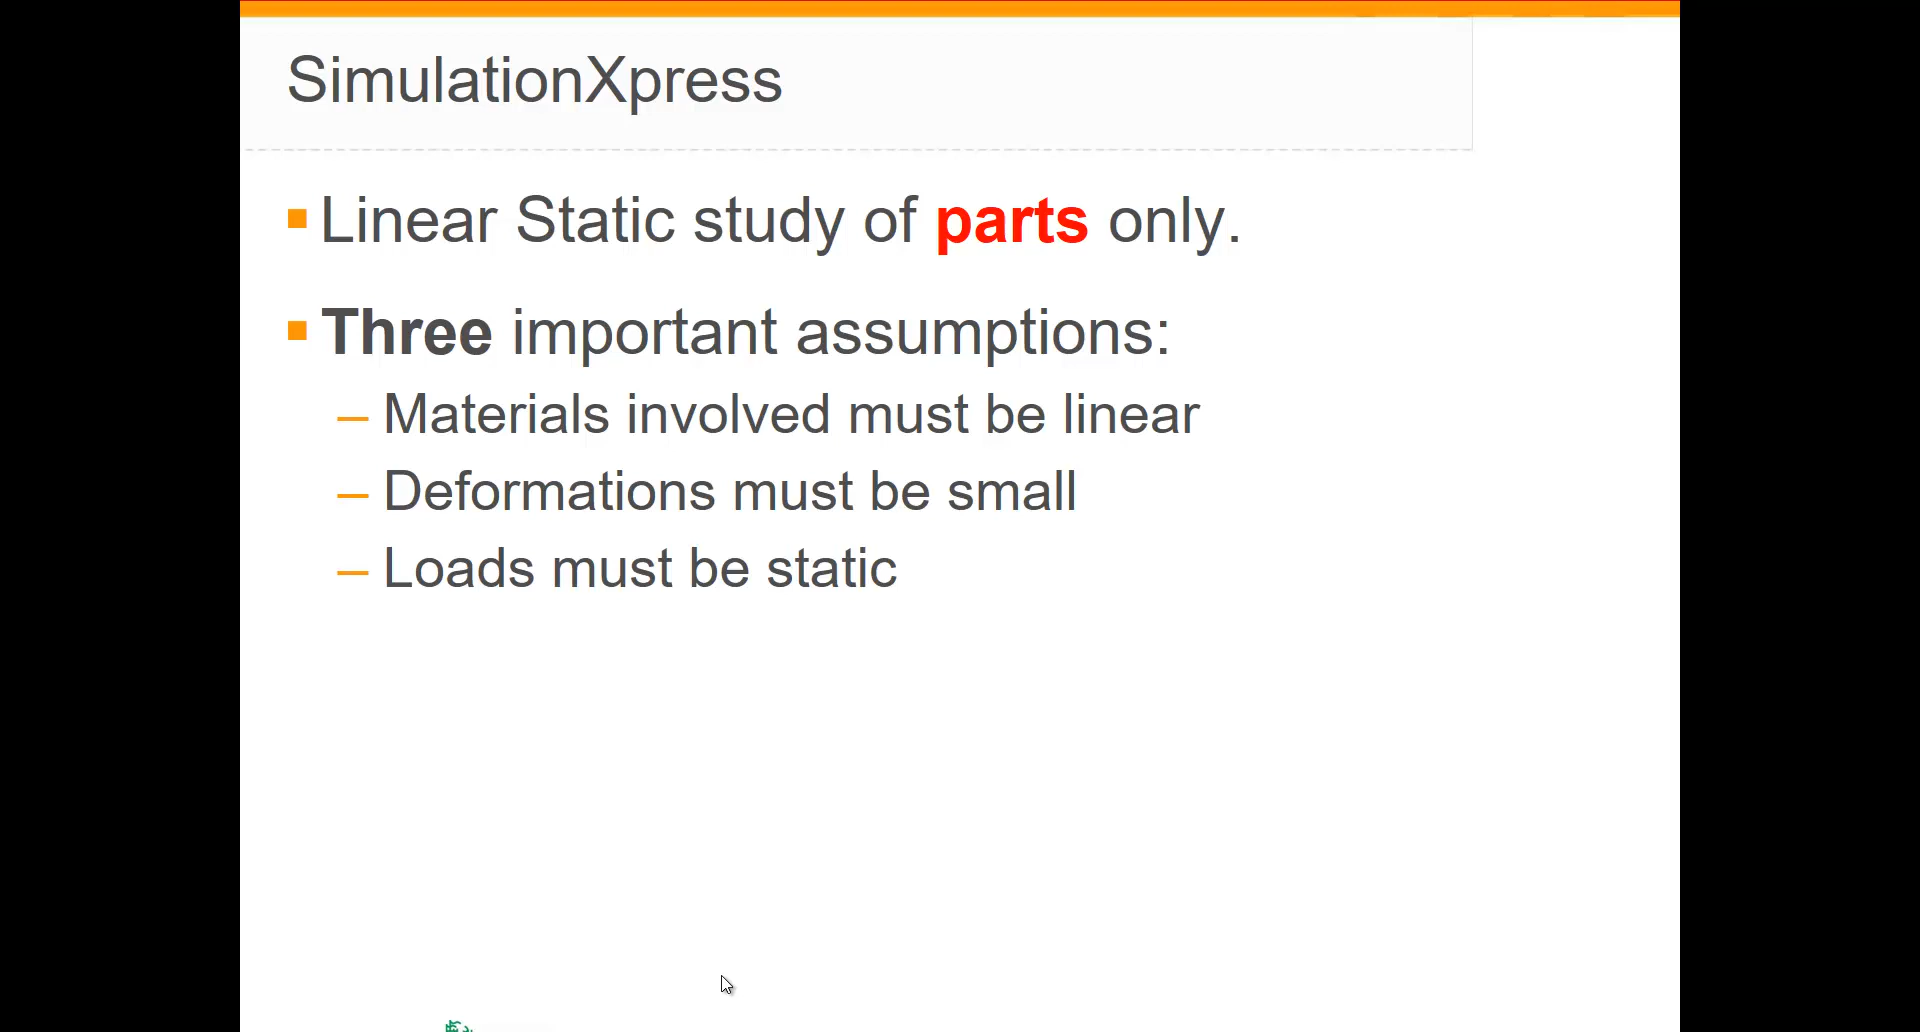 SimulationXpress
Linear Static study of parts only.
Three important assumptions:
– Materials involved must be linear
– Deformations must be small
– Loads must be static